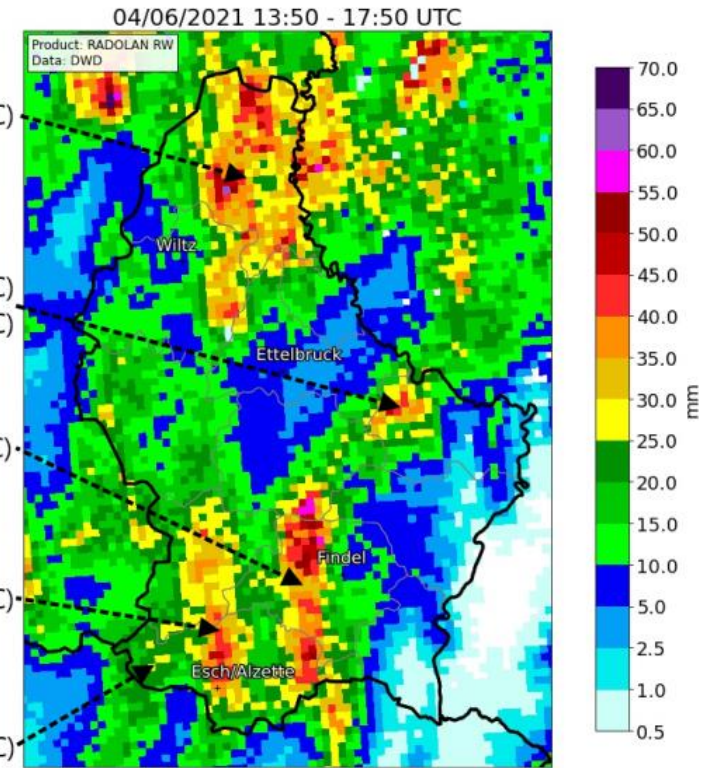 04/06/2021 13:50 - 17:50 UTC
Product: RADOLAN RW
Data: DWD
C)
Wiltz
C)
C)
Ettelbruck
C)
Findel
C)
Esch/Alzette
C)
70.0
65.0
60.0
55.0
50.0
45.0
40.0
35.0
30.0
25.0
20.0
15.0
10.0
5.0
2.5
1.0
0.5
mm